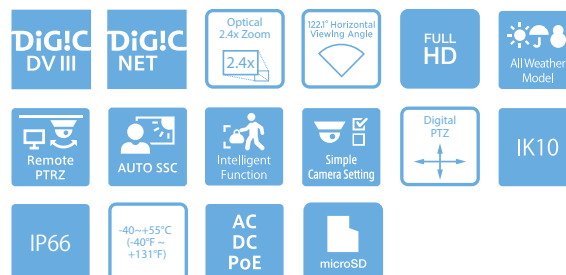 DiG!C
DV III
DiG!C
NET
Optical
2.4x Zoom
2.4x
122.1° Horizontal
Viewing Angle
FULL
HD
All Weather
Model
Remote
PTRZ
AUTO SSC
Intelligent
Function
Simple
Camera Setting
Digital
PTZ
IK10
IP66
-40~+55°C
(-40°F ~
+131°F)
AC
DC
PoE
microSD